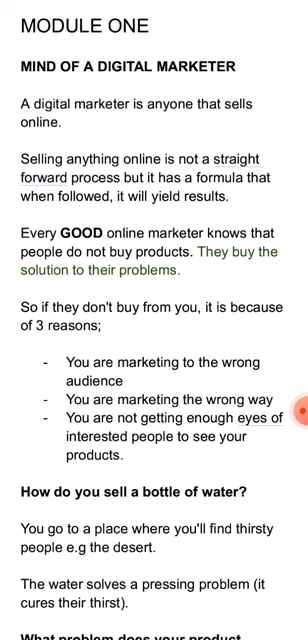 MODULE ONE
MIND OF A DIGITAL MARKETER
A digital marketer is anyone that sells
online.
Selling anything online is not a straight
forward process but it has a formula that
when followed, it will yield results.
Every GOOD online marketer knows that
people do not buy products. They buy the
solution to their problems.
So if they don't buy from you, it is because
of 3 reasons;
- You are marketing to the wrong
audience
- You are marketing the wrong way
- You are not getting enough eyes of
interested people to see your
products.
How do you sell a bottle of water?
You go to a place where you'll find thirsty
people e.g the desert.
The water solves a pressing problem (it
cures their thirst).
What problem does your product